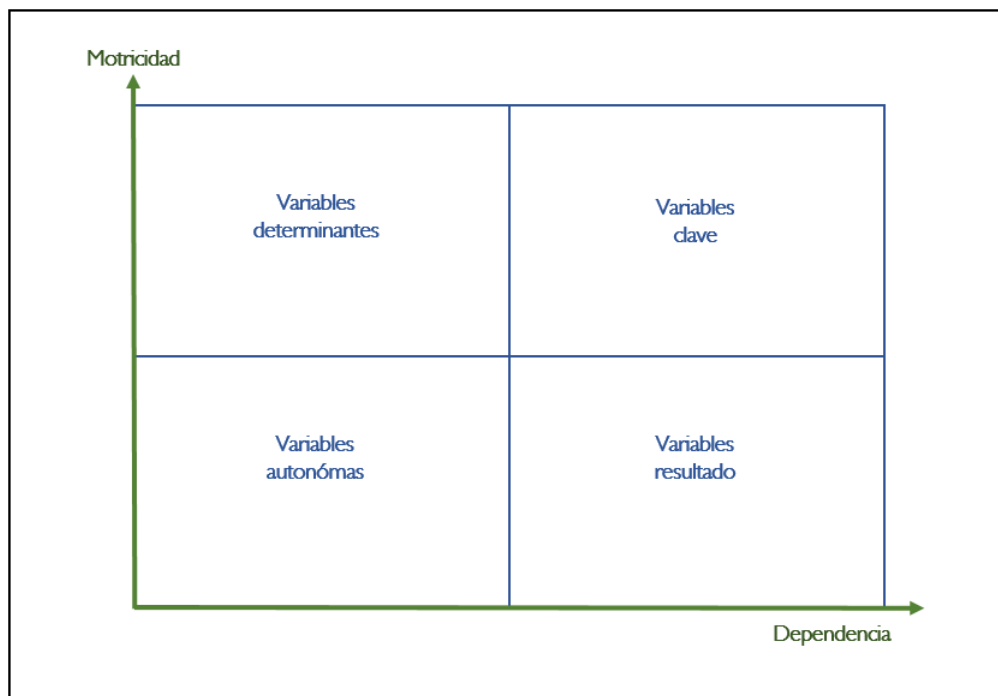 Motricidad
Variables
determinantes
Variables
clave
Variables
autonómas
Variables
resultado
Dependencia